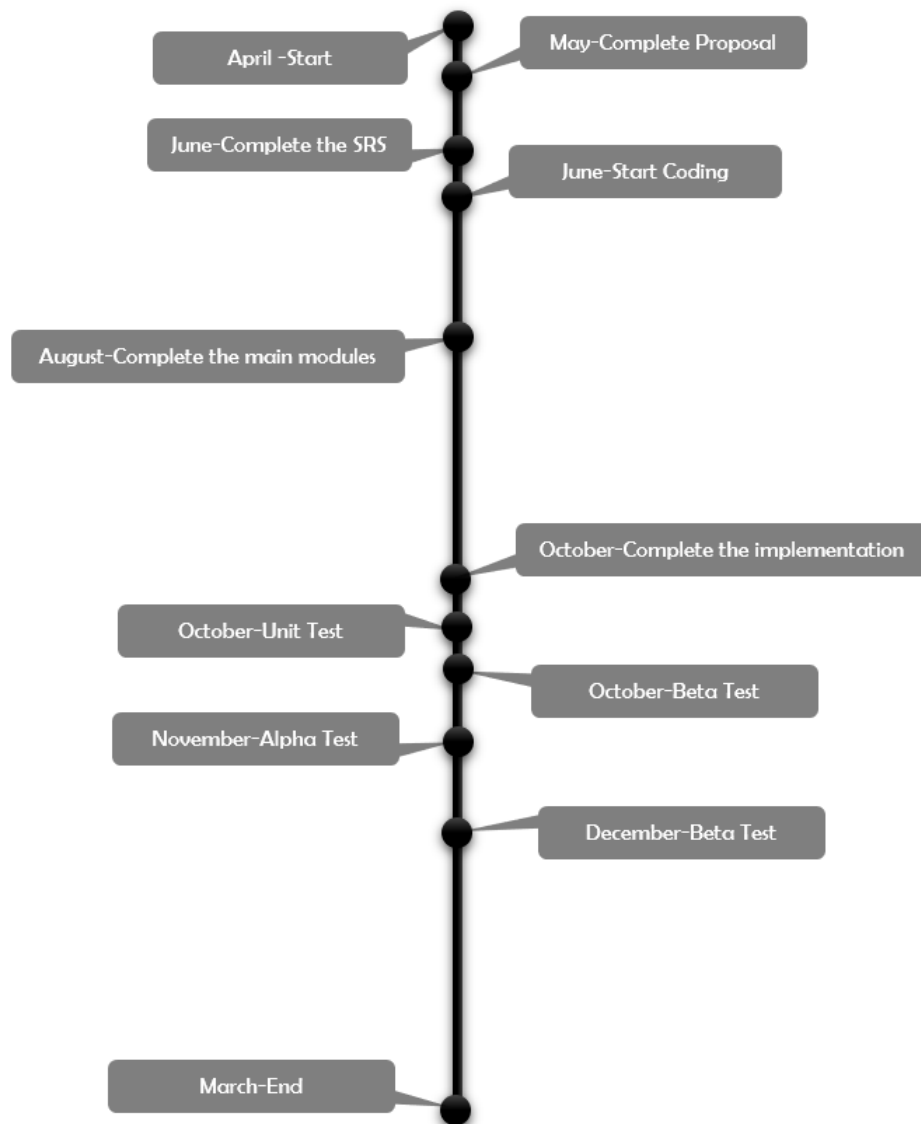 April -Start
May-Complete Proposal
June-Complete the SRS
June-Start Coding
August-Complete the main modules
October-Complete the implementation
October-Unit Test
October-Beta Test
November-Alpha Test
December-Beta Test
March-End